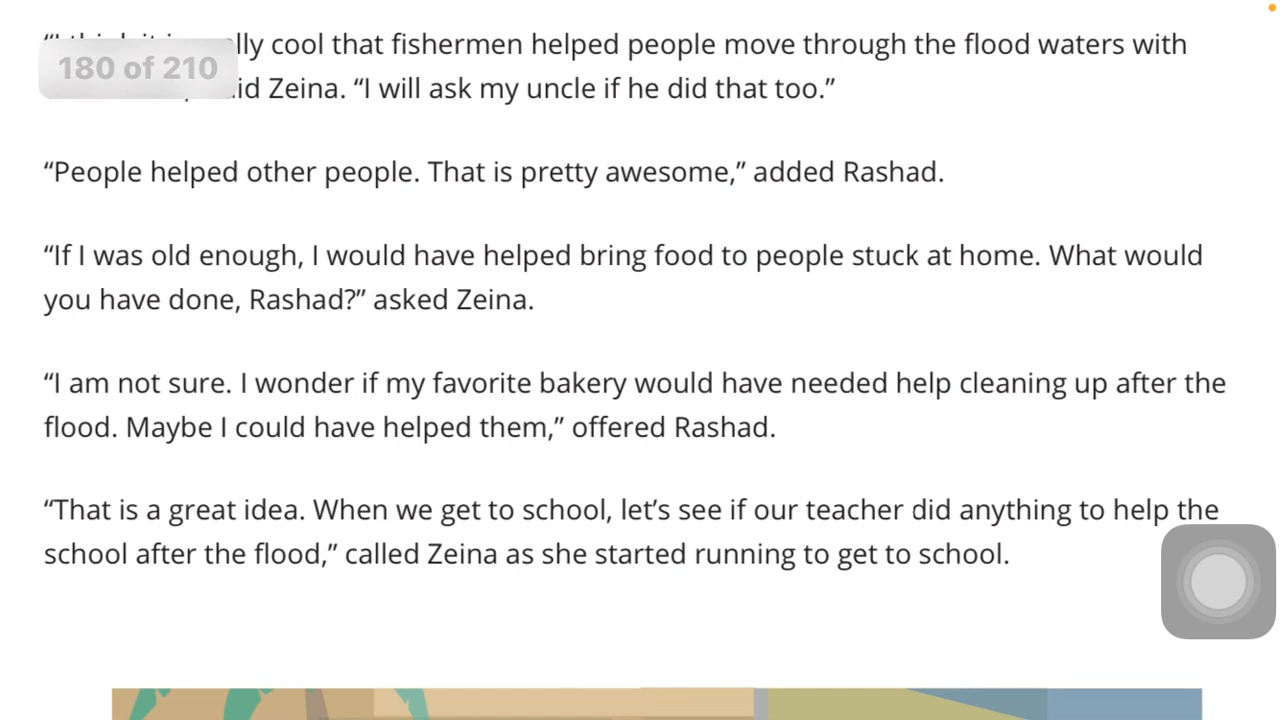 lly cool that fishermen helped people move through the flood waters with
180 of 210
id Zeina. “I will ask my uncle if he did that too.”
“People helped other people. That is pretty awesome,” added Rashad.
“If I was old enough, I would have helped bring food to people stuck at home. What would
you have done, Rashad?” asked Zeina.
“I am not sure. I wonder if my favorite bakery would have needed help cleaning up after the
flood. Maybe I could have helped them,” offered Rashad.
“That is a great idea. When we get to school, let’s see if our teacher did anything to help the
school after the flood,” called Zeina as she started running to get to school.